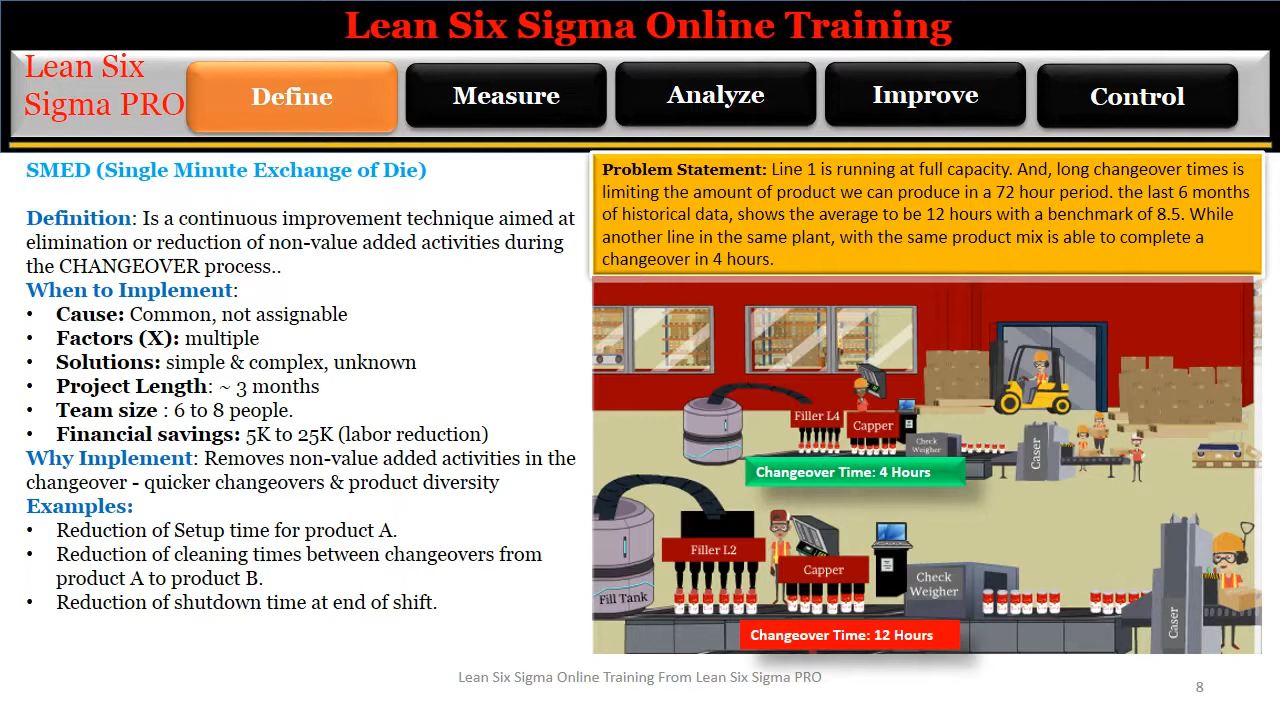 Lean Six Sigma Online Training
Lean Six
Sigma PRO
Define
Measure
Analyze
Improve
Control
SMED (Single Minute Exchange of Die)
Definition: Is a continuous improvement technique aimed at
elimination or reduction of non-value added activities during
the CHANGEOVER process..
When to Implement:
• Cause: Common, not assignable
• Factors (X): multiple
• Solutions: simple & complex, unknown
• Project Length: ~ 3 months
• Team size : 6 to 8 people.
• Financial savings: 5K to 25K (labor reduction)
Why Implement: Removes non-value added activities in the
changeover - quicker changeovers & product diversity
Examples:
• Reduction of Setup time for product A.
• Reduction of cleaning times between changeovers from
product A to product B.
• Reduction of shutdown time at end of shift.
Problem Statement: Line 1 is running at full capacity. And, long changeover times is
limiting the amount of product we can produce in a 72 hour period. the last 6 months
of historical data, shows the average to be 12 hours with a benchmark of 8.5. While
another line in the same plant, with the same product mix is able to complete a
changeover in 4 hours.
Filler L4
Capper
Check
Weigher
Caser
Changeover Time: 4 Hours
Filler L2
Capper
Fill Tank
Check
Weigher
Caser
Changeover Time: 12 Hours
Lean Six Sigma Online Training From Lean Six Sigma PRO
8